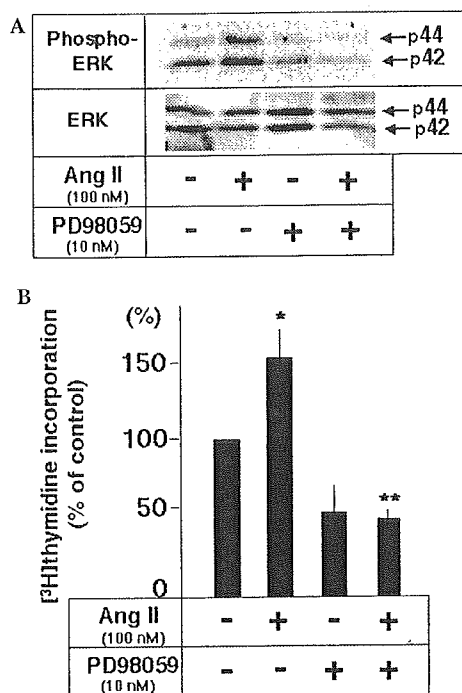 A
Phospho-
ERK
←p44
←p42
ERK
←p44
←p42
Ang II
(100 nM)
- + - +
PD98059
(10 nM)
- - + +
B
(%)
[³H]thymidine incorporation
(% of control)
150
100
50
0
*
**
Ang II
(100 nM)
- + - +
PD98059
(10 nM)
- - + +